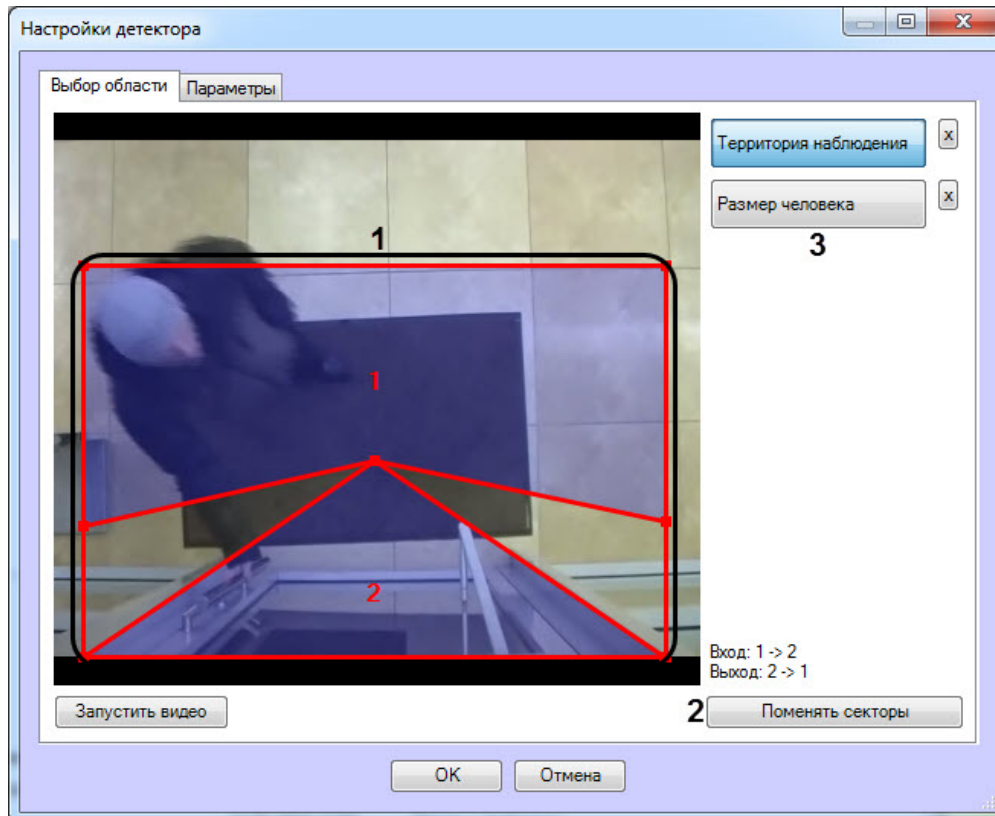 Настройки детектора
Выбор области
Параметры
Территория наблюдения
x
Размер человека
x
3
1
1
2
Вход: 1 -> 2
Выход: 2 -> 1
Запустить видео
2
Поменять секторы
OK
Отмена